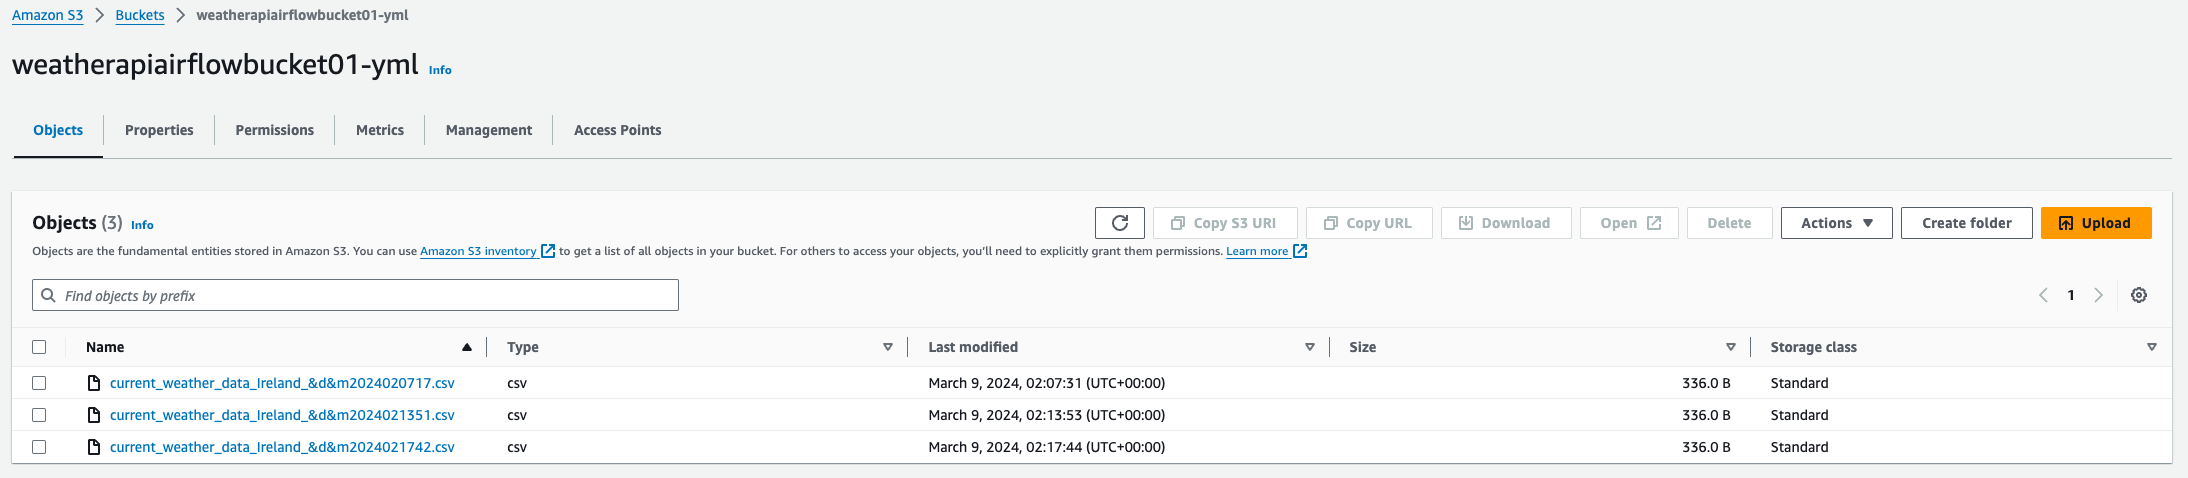 Amazon S3 > Buckets > weatherapiairflowbucket01-yml
weatherapiairflowbucket01-yml Info
Objects Properties Permissions Metrics Management Access Points
Objects (3) Info
Copy S3 URI Copy URL Download Open Delete Actions Create folder Upload
Objects are the fundamental entities stored in Amazon S3. You can use Amazon S3 inventory to get a list of all objects in your bucket. For others to access your objects, you'll need to explicitly grant them permissions. Learn more
Find objects by prefix
1
Name Type Last modified Size Storage class
current_weather_data_Ireland_&d&m2024020717.csv csv March 9, 2024, 02:07:31 (UTC+00:00) 336.0 B Standard
current_weather_data_Ireland_&d&m2024021351.csv csv March 9, 2024, 02:13:53 (UTC+00:00) 336.0 B Standard
current_weather_data_Ireland_&d&m2024021742.csv csv March 9, 2024, 02:17:44 (UTC+00:00) 336.0 B Standard